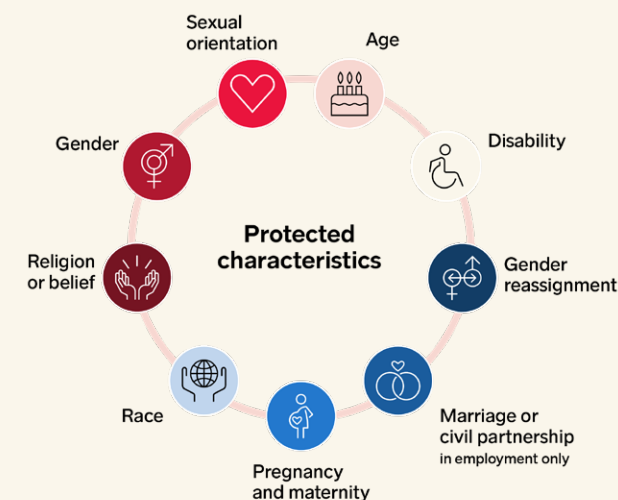 Protected
characteristics
Age
Disability
Gender
reassignment
Marriage or
civil partnership
in employment only
Pregnancy
and maternity
Race
Religion
or belief
Gender
Sexual
orientation